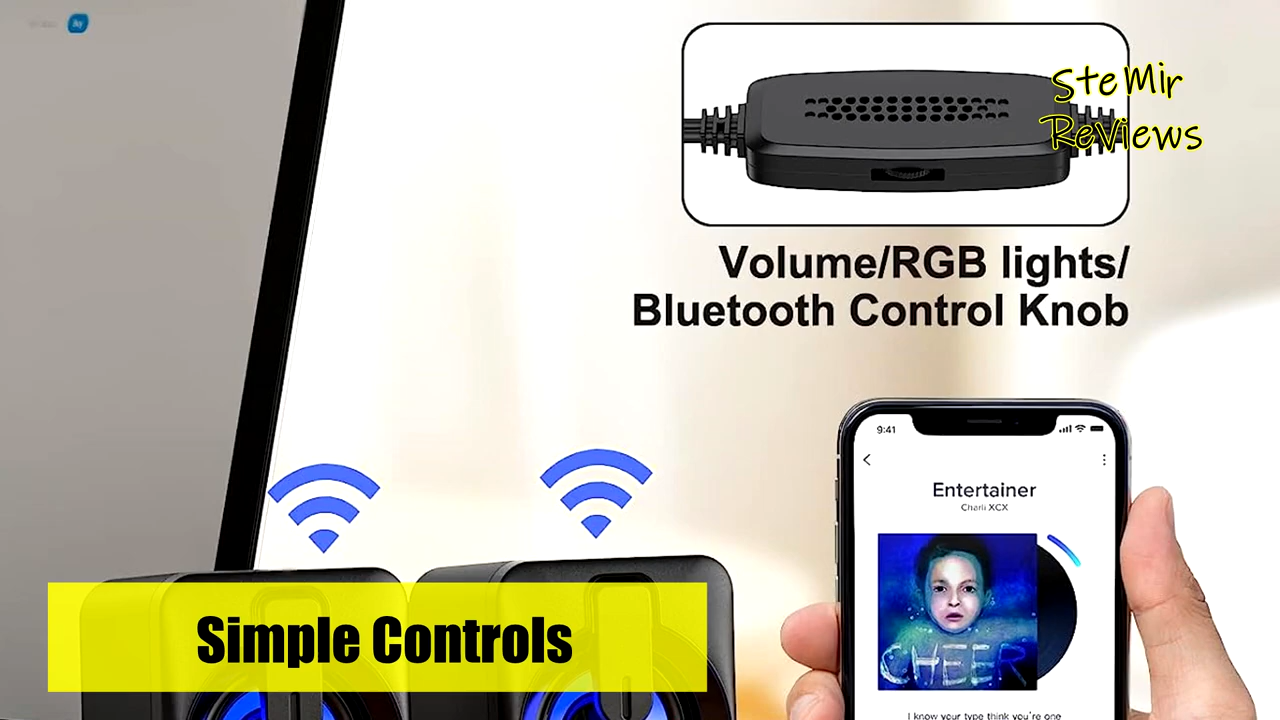 SteMir
Reviews
Volume/RGB lights/
Bluetooth Control Knob
9:41
Entertainer
Charli XCX
CHEER
I know your type think you're one
Simple Controls